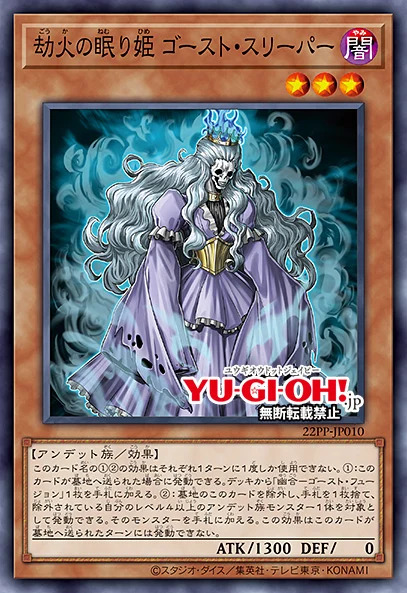 劫火の眠り姫 ゴースト・スリーパー
闇
ユウギオウドットジェイピー
YU-GI-OH!.jp
無断転載禁止
22PP-JP010
【アンデット族/効果】
このカード名の①②の効果はそれぞれ1ターンに1度しか使用できない。①：この
カードが墓地へ送られた場合に発動できる。デッキから「幽合-ゴースト・フュー
ジョン」1枚を手札に加える。②：墓地のこのカードを除外し、手札を1枚捨て、
除外されている自分のレベル4以上のアンデット族モンスター1体を対象と
して発動できる。そのモンスターを手札に加える。この効果はこのカードが
墓地へ送られたターンには発動できない。
ATK/1300 DEF/ 0
©スタジオ・ダイス/集英社・テレビ東京・KONAMI